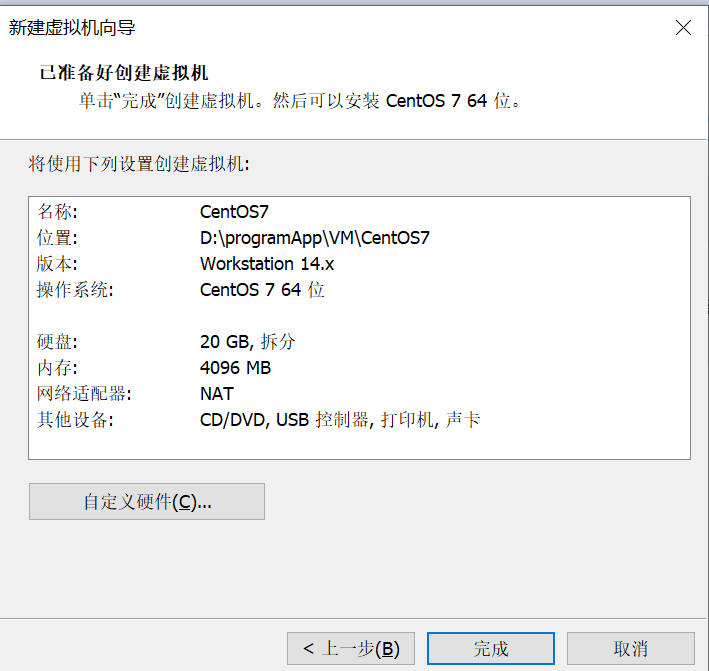 新建虚拟机向导
已准备好创建虚拟机
单击“完成”创建虚拟机。然后可以安装 CentOS 7 64 位。
将使用下列设置创建虚拟机:
名称: CentOS7
位置: D:\programApp\VM\CentOS7
版本: Workstation 14.x
操作系统: CentOS 7 64 位
硬盘: 20 GB, 拆分
内存: 4096 MB
网络适配器: NAT
其他设备: CD/DVD, USB 控制器, 打印机, 声卡
自定义硬件(C)...
< 上一步(B) 完成 取消